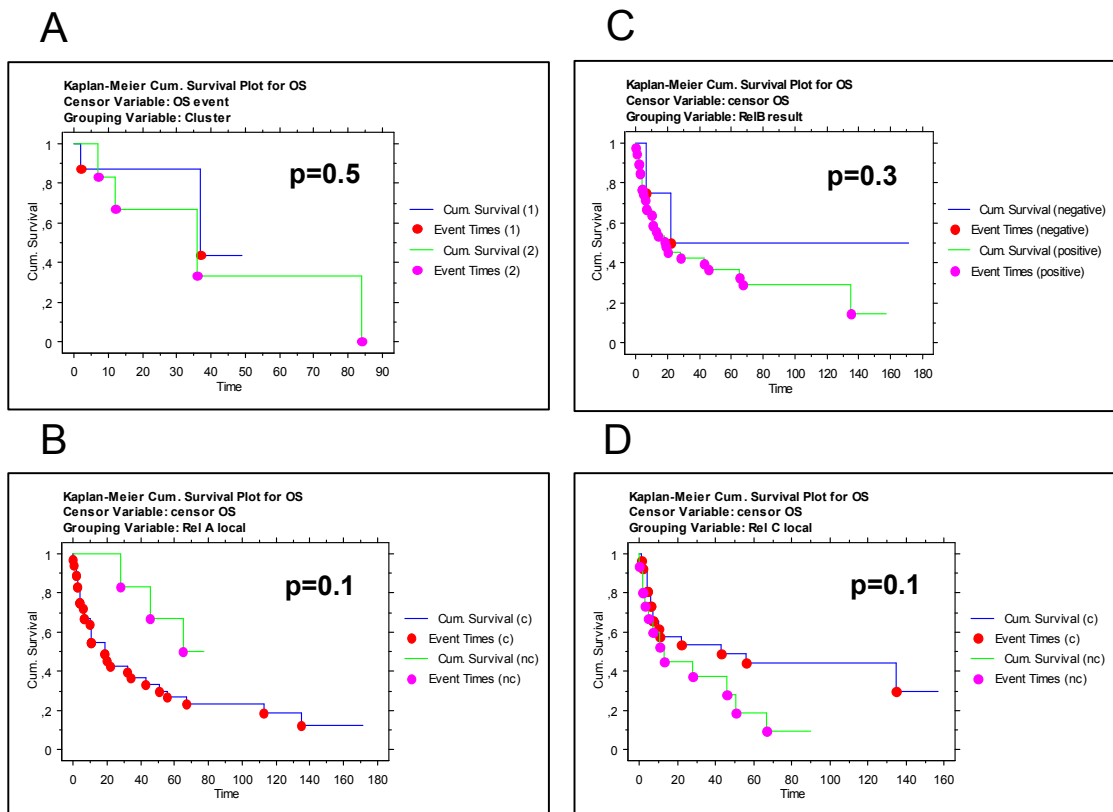 A
Kaplan-Meier Cum. Survival Plot for OS
Censor Variable: OS event
Grouping Variable: Cluster
1
,8
,6
,4
,2
0
Cum. Survival
p=0.5
0 10 20 30 40 50 60 70 80 90
Time
Cum. Survival (1)
Event Times (1)
Cum. Survival (2)
Event Times (2)
C
Kaplan-Meier Cum. Survival Plot for OS
Censor Variable: censor OS
Grouping Variable: RelB result
1
,8
,6
,4
,2
0
Cum. Survival
p=0.3
0 20 40 60 80 100 120 140 160 180
Time
Cum. Survival (negative)
Event Times (negative)
Cum. Survival (positive)
Event Times (positive)
B
Kaplan-Meier Cum. Survival Plot for OS
Censor Variable: censor OS
Grouping Variable: Rel A local
1
,8
,6
,4
,2
0
Cum. Survival
p=0.1
0 20 40 60 80 100 120 140 160 180
Time
Cum. Survival (c)
Event Times (c)
Cum. Survival (nc)
Event Times (nc)
D
Kaplan-Meier Cum. Survival Plot for OS
Censor Variable: censor OS
Grouping Variable: Rel C local
1
,8
,6
,4
,2
0
Cum. Survival
p=0.1
0 20 40 60 80 100 120 140 160
Time
Cum. Survival (c)
Event Times (c)
Cum. Survival (nc)
Event Times (nc)